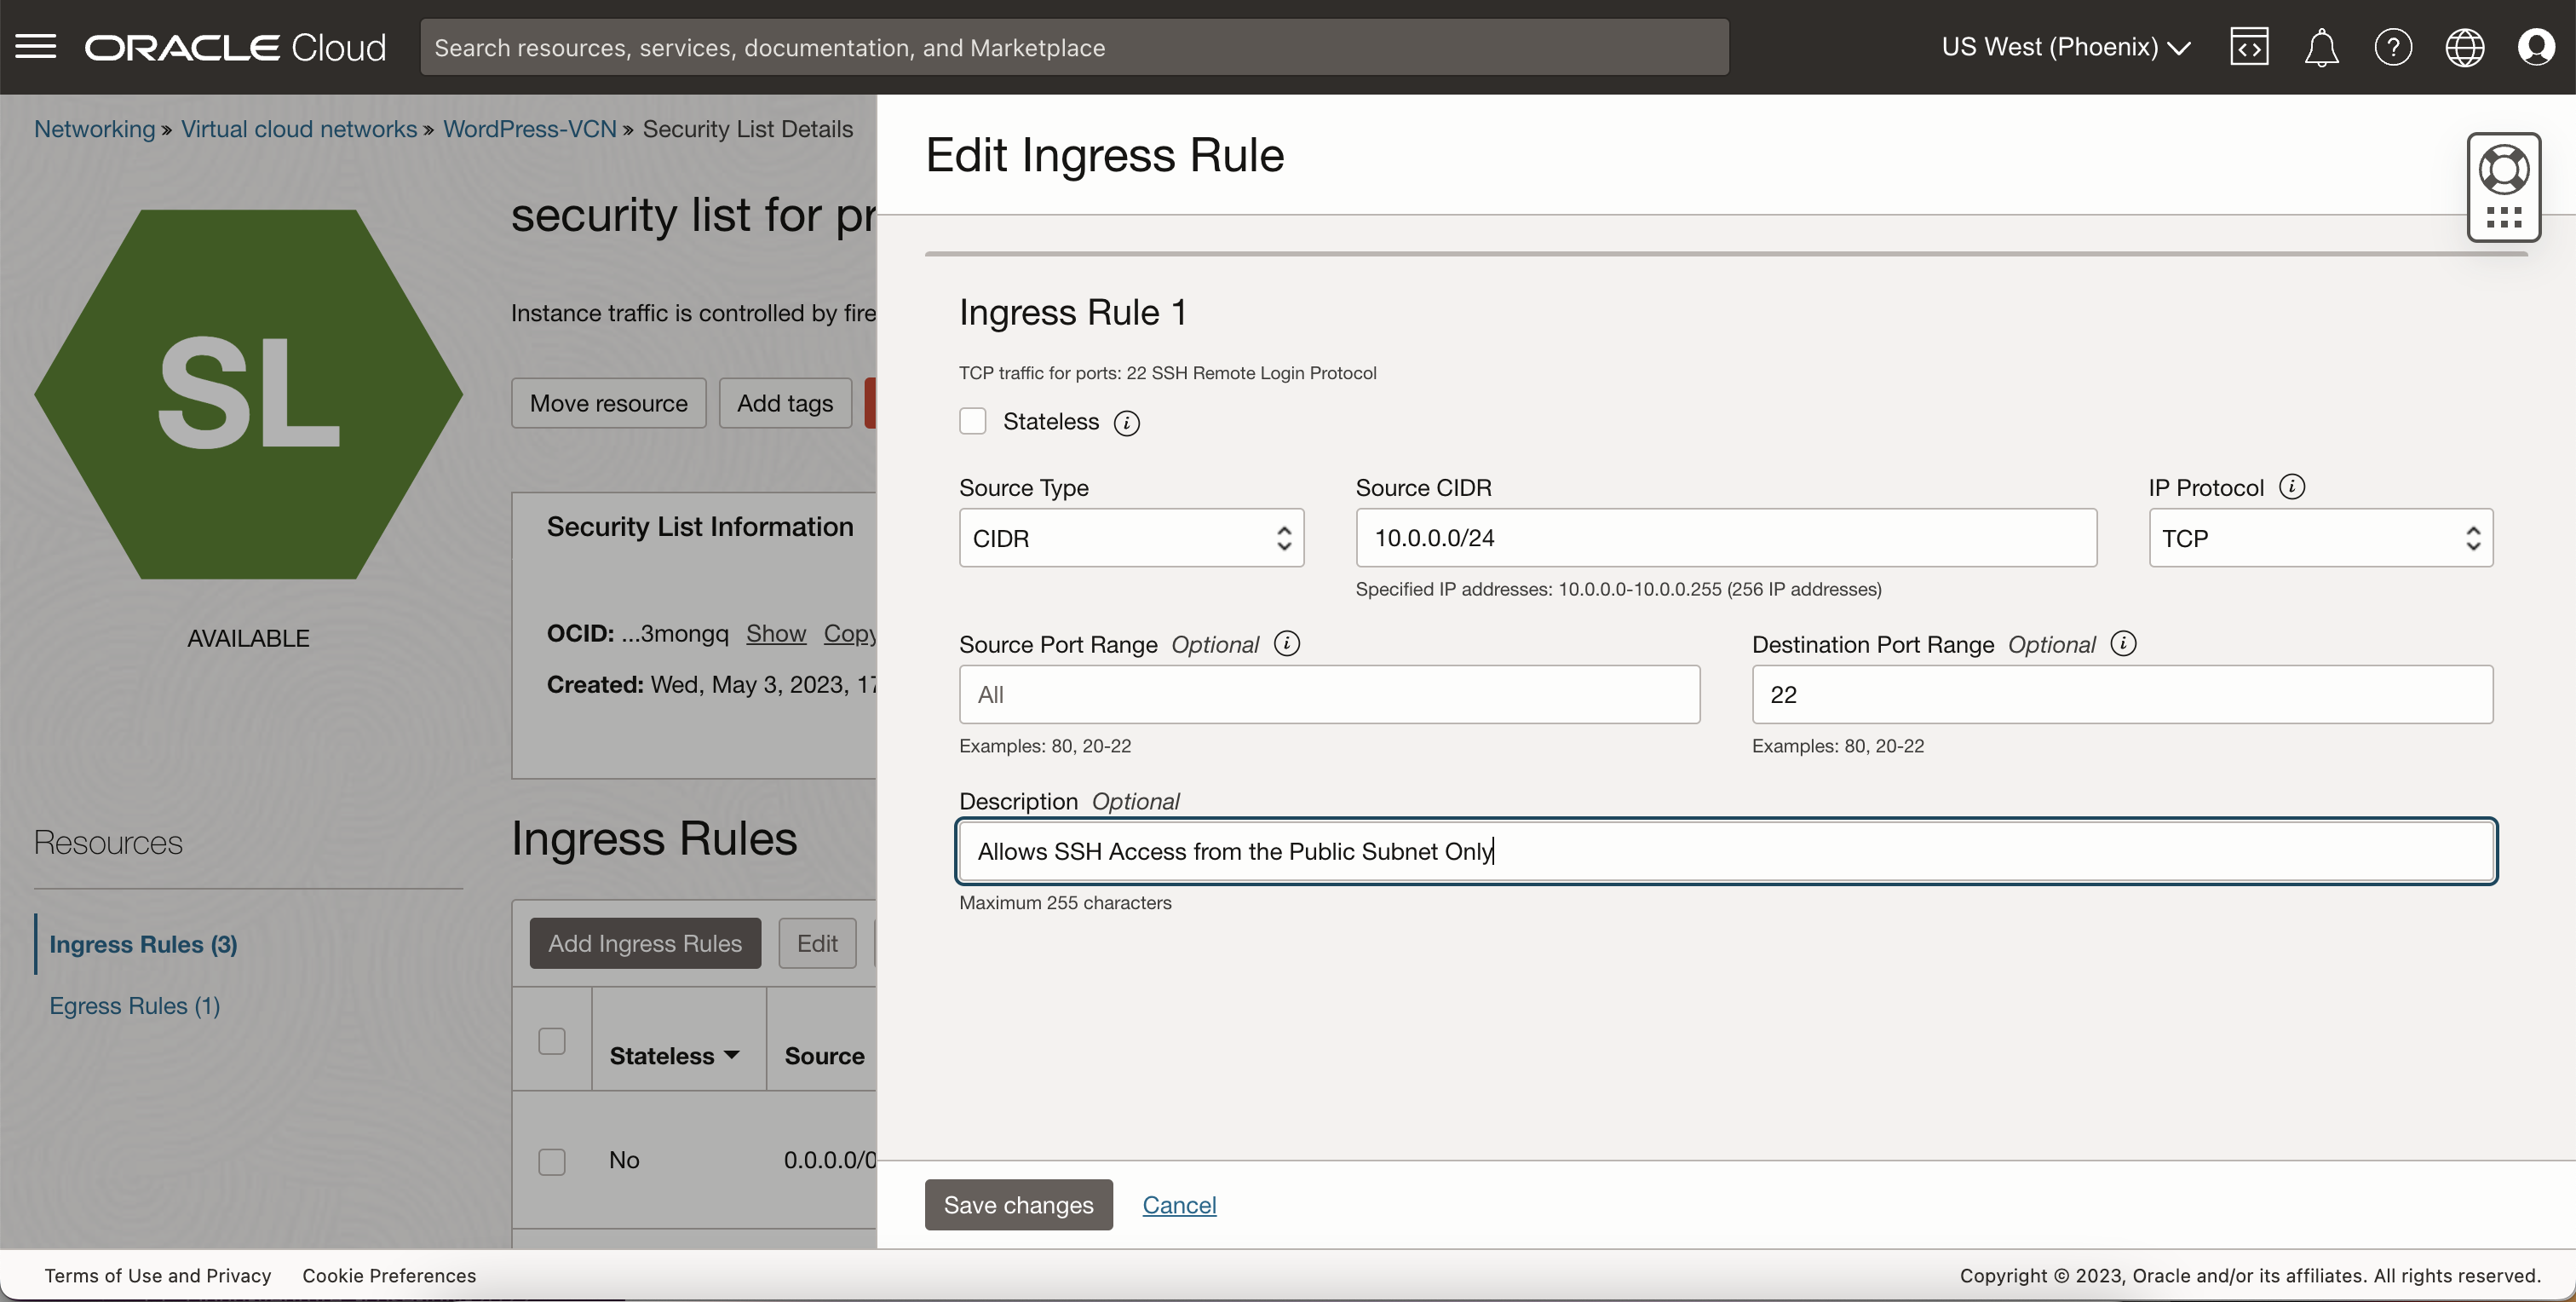 ORACLE Cloud
Search resources, services, documentation, and Marketplace
US West (Phoenix)
Networking » Virtual cloud networks » WordPress-VCN » Security List Details
SL
AVAILABLE
security list for pr
Instance traffic is controlled by fire
Move resource
Add tags
Security List Information
OCID: ...3mongq Show Copy
Created: Wed, May 3, 2023, 17
Resources
Ingress Rules (3)
Egress Rules (1)
Ingress Rules
Add Ingress Rules
Edit
Stateless
Source
No
0.0.0.0/0
Edit Ingress Rule
Ingress Rule 1
TCP traffic for ports: 22 SSH Remote Login Protocol
Stateless
Source Type
CIDR
Source CIDR
10.0.0.0/24
Specified IP addresses: 10.0.0.0-10.0.0.255 (256 IP addresses)
IP Protocol
TCP
Source Port Range Optional
All
Examples: 80, 20-22
Destination Port Range Optional
22
Examples: 80, 20-22
Description Optional
Allows SSH Access from the Public Subnet Only
Maximum 255 characters
Save changes
Cancel
Terms of Use and Privacy
Cookie Preferences
Copyright © 2023, Oracle and/or its affiliates. All rights reserved.